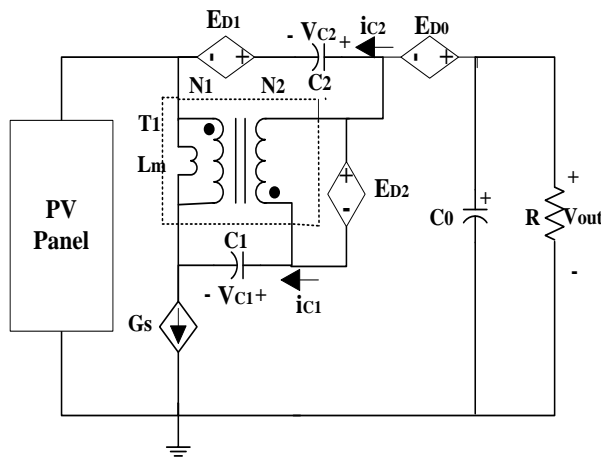 ED1
- VC2 +
iC2
ED0
C2
- +
- +
N1 N2
T1
Lm
+
-
ED2
PV
Panel
C1
- VC1 +
iC1
Gs
+
C0
R
+
Vout
-